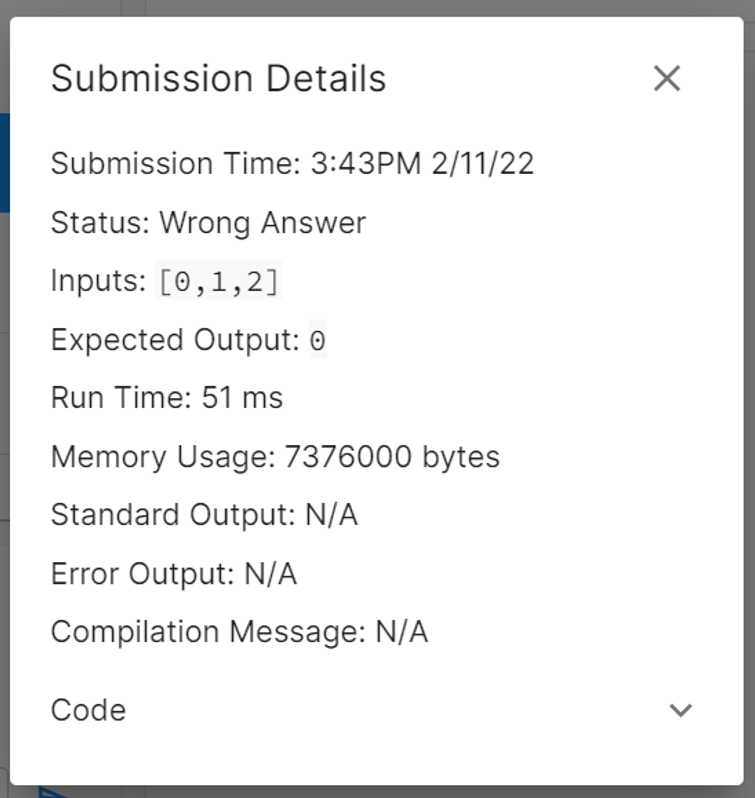 Submission Details
Submission Time: 3:43PM 2/11/22
Status: Wrong Answer
Inputs: [0,1,2]
Expected Output: 0
Run Time: 51 ms
Memory Usage: 7376000 bytes
Standard Output: N/A
Error Output: N/A
Compilation Message: N/A
Code